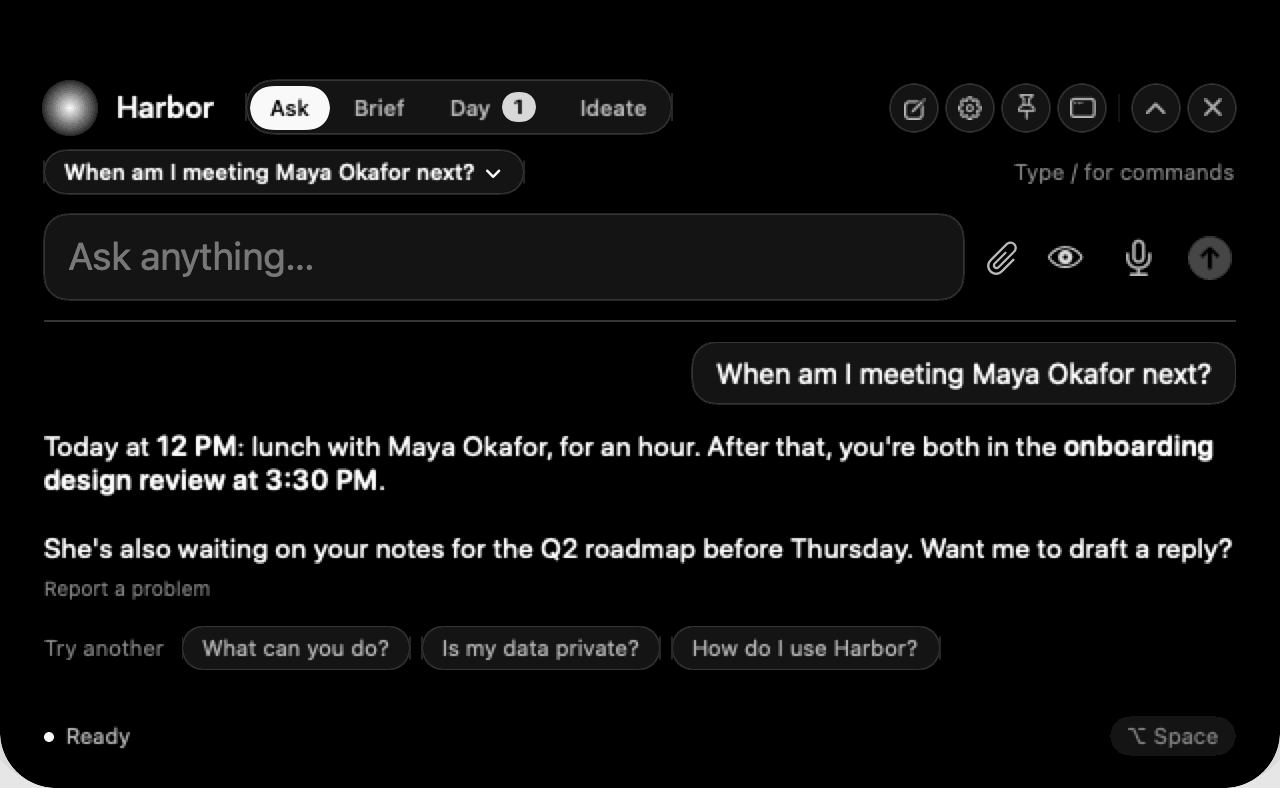 Harbor Ask Brief Day 1 Ideate
When am I meeting Maya Okafor next? Type / for commands
Ask anything...
When am I meeting Maya Okafor next?
Today at 12 PM: lunch with Maya Okafor, for an hour. After that, you're both in the onboarding
design review at 3:30 PM.
She's also waiting on your notes for the Q2 roadmap before Thursday. Want me to draft a reply?
Report a problem
Try another What can you do? Is my data private? How do I use Harbor?
Ready ⌥ Space